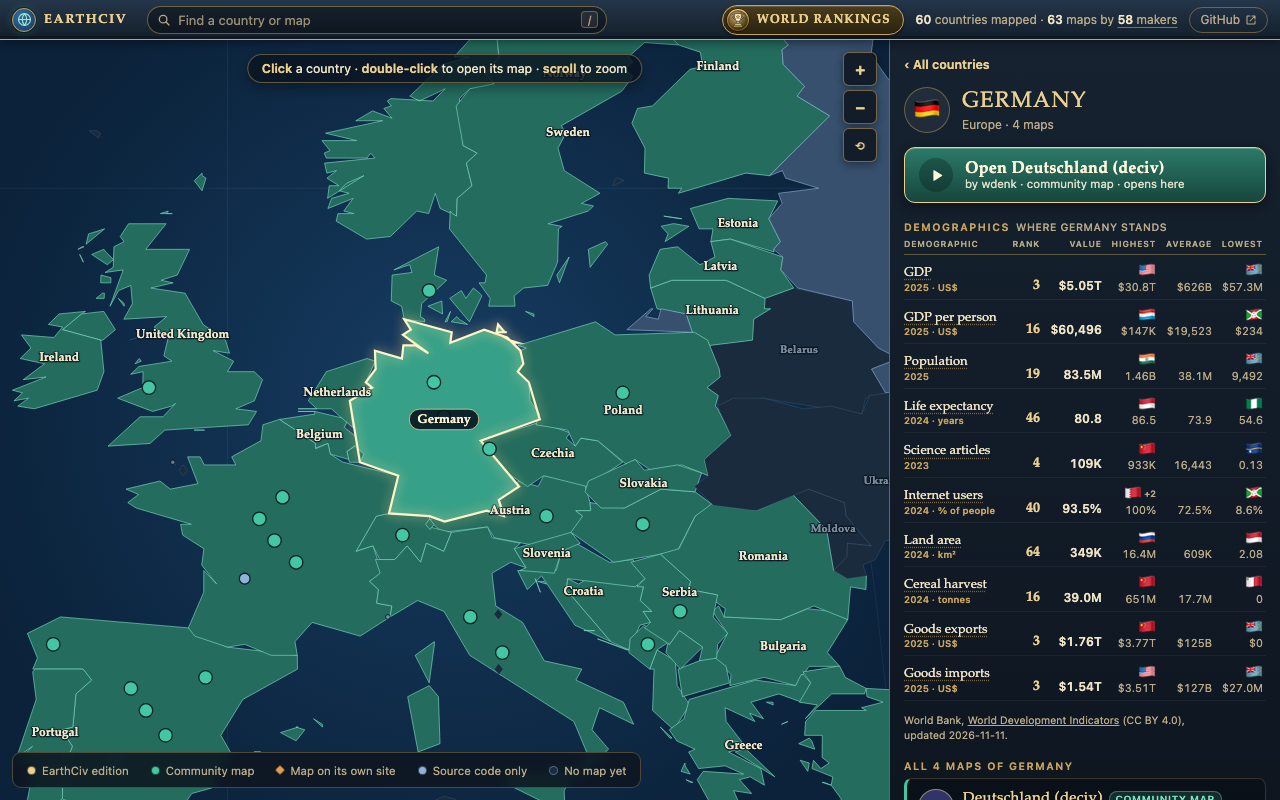 EARTHCIV
Find a country or map
/
WORLD RANKINGS
60 countries mapped · 63 maps by 58 makers
GitHub
Click a country · double-click to open its map · scroll to zoom
+
−
Finland
Sweden
Estonia
Latvia
Lithuania
Belarus
United Kingdom
Ireland
Netherlands
Germany
Poland
Belgium
Czechia
Ukra
Slovakia
Austria
Moldova
Slovenia
Romania
Croatia
Serbia
Bulgaria
Portugal
Greece
EarthCiv edition
Community map
Map on its own site
Source code only
No map yet
‹ All countries
GERMANY
Europe · 4 maps
Open Deutschland (deciv)
by wdenk · community map · opens here
DEMOGRAPHICS WHERE GERMANY STANDS
DEMOGRAPHIC RANK VALUE HIGHEST AVERAGE LOWEST
GDP
2025 · US$ 3 $5.05T $30.8T $626B $57.3M
GDP per person
2025 · US$ 16 $60,496 $147K $19,523 $234
Population
2025 19 83.5M 1.46B 38.1M 9,492
Life expectancy
2024 · years 46 80.8 86.5 73.9 54.6
Science articles
2023 4 109K 933K 16,443 0.13
Internet users +2
2024 · % of people 40 93.5% 100% 72.5% 8.6%
Land area
2024 · km² 64 349K 16.4M 609K 2.08
Cereal harvest
2024 · tonnes 16 39.0M 651M 17.7M 0
Goods exports
2025 · US$ 3 $1.76T $3.77T $125B $0
Goods imports
2025 · US$ 3 $1.54T $3.51T $127B $27.0M
World Bank, World Development Indicators (CC BY 4.0),
updated 2026-11-11.
ALL 4 MAPS OF GERMANY
Deutschland (deciv) COMMUNITY MAP